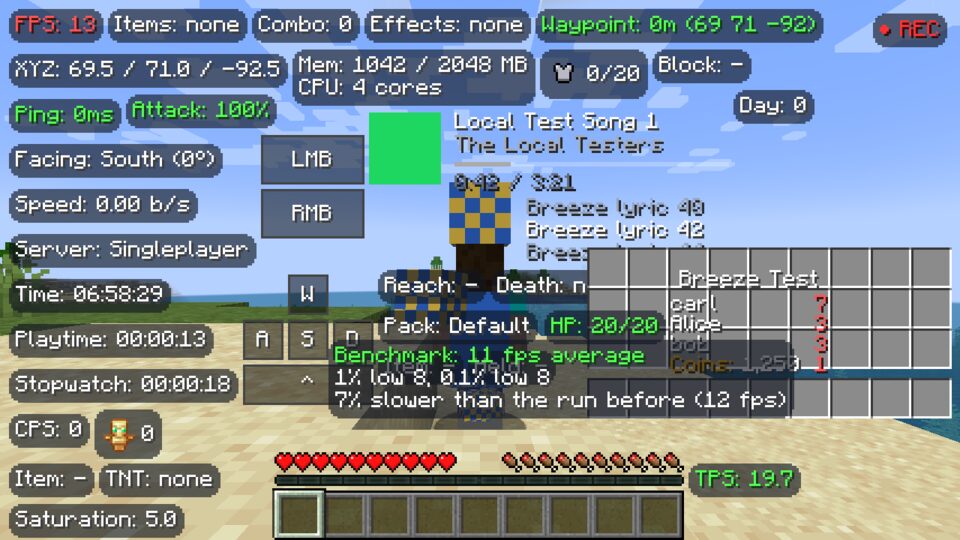 FPS: 13
Items: none
Combo: 0
Effects: none
Waypoint: 0m (69 71 -92)
● REC
XYZ: 69.5 / 71.0 / -92.5
Mem: 1042 / 2048 MB
CPU: 4 cores
0/20
Block: -
Ping: 0ms
Attack: 100%
Day: 0
Local Test Song 1
The Local Testers
0:42 / 3:21
Facing: South (0°)
LMB
RMB
Speed: 0.00 b/s
Breeze lyric 40
Breeze lyric 42
Breeze lyric
Server: Singleplayer
Time: 06:58:29
W
Reach: -
Death: n
Breeze Test
carl 7
Alice 3
bob 3
Coins: 1,250 1
Playtime: 00:00:13
A
S
D
Pack: Default
HP: 20/20
Benchmark: 11 fps average
1% low 8, 0.1% low 8
7% slower than the run before (12 fps)
Stopwatch: 00:00:18
^
CPS: 0
0
Item: -
TNT: none
TPS: 19.7
Saturation: 5.0